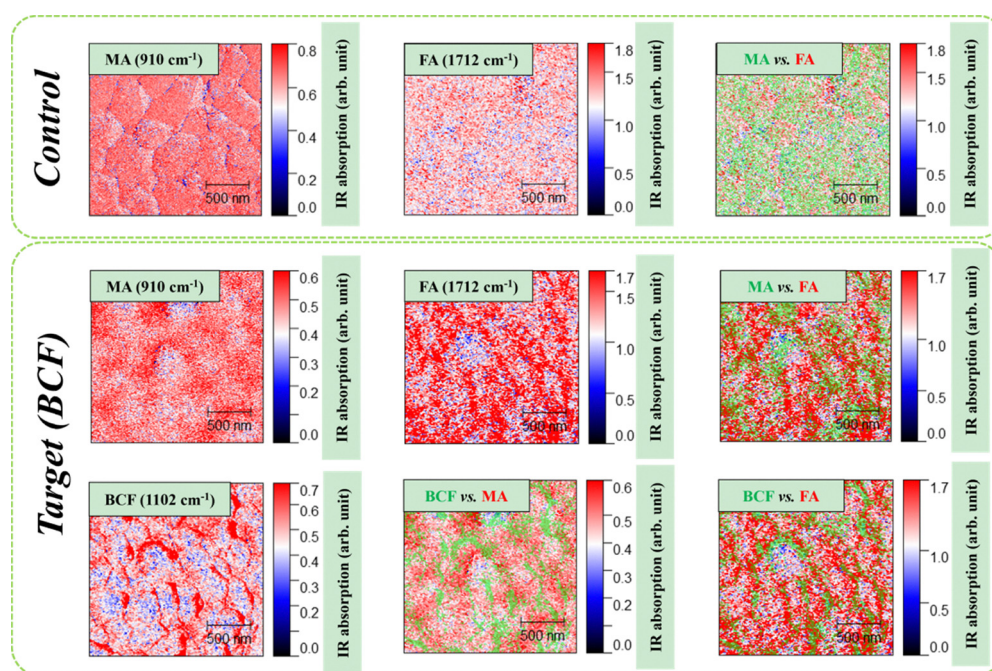 Control
MA (910 cm⁻¹)
0.8
0.6
0.4
0.2
0.0
500 nm
IR absorption (arb. unit)
FA (1712 cm⁻¹)
1.8
1.5
1.0
0.5
0.0
500 nm
IR absorption (arb. unit)
MA vs. FA
1.8
1.5
1.0
0.5
0.0
500 nm
IR absorption (arb. unit)
Target (BCF)
MA (910 cm⁻¹)
0.6
0.5
0.4
0.3
0.2
0.1
0.0
500 nm
IR absorption (arb. unit)
FA (1712 cm⁻¹)
1.7
1.5
1.0
0.5
0.0
500 nm
IR absorption (arb. unit)
MA vs. FA
1.7
1.0
0.5
0.0
500 nm
IR absorption (arb. unit)
BCF (1102 cm⁻¹)
0.7
0.6
0.5
0.4
0.3
0.2
0.1
0.0
500 nm
IR absorption (arb. unit)
BCF vs. MA
0.6
0.5
0.4
0.3
0.2
0.1
0.0
500 nm
IR absorption (arb. unit)
BCF vs. FA
1.7
1.0
0.5
0.0
500 nm
IR absorption (arb. unit)